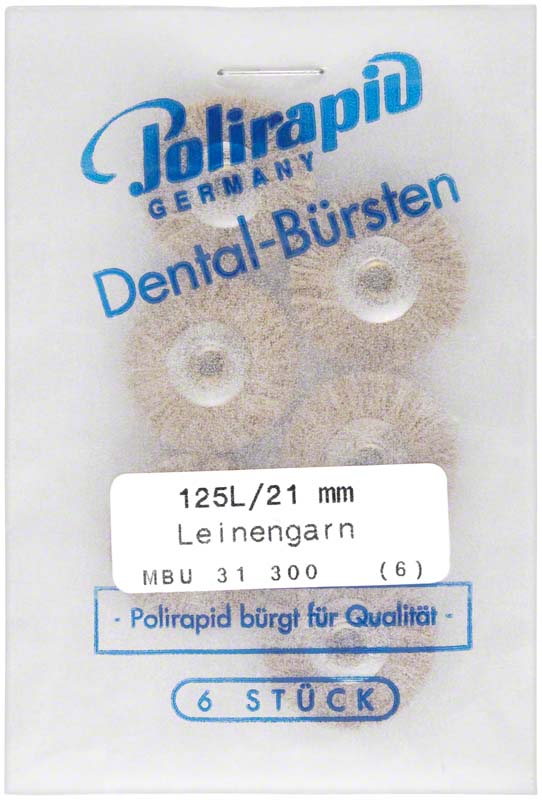 Polirapid
GERMANY
Dental-Bürsten
125L/21 mm
Leinengarn
MBU 31 300 (6)
- Polirapid bürgt für Qualität -
6 STÜCK